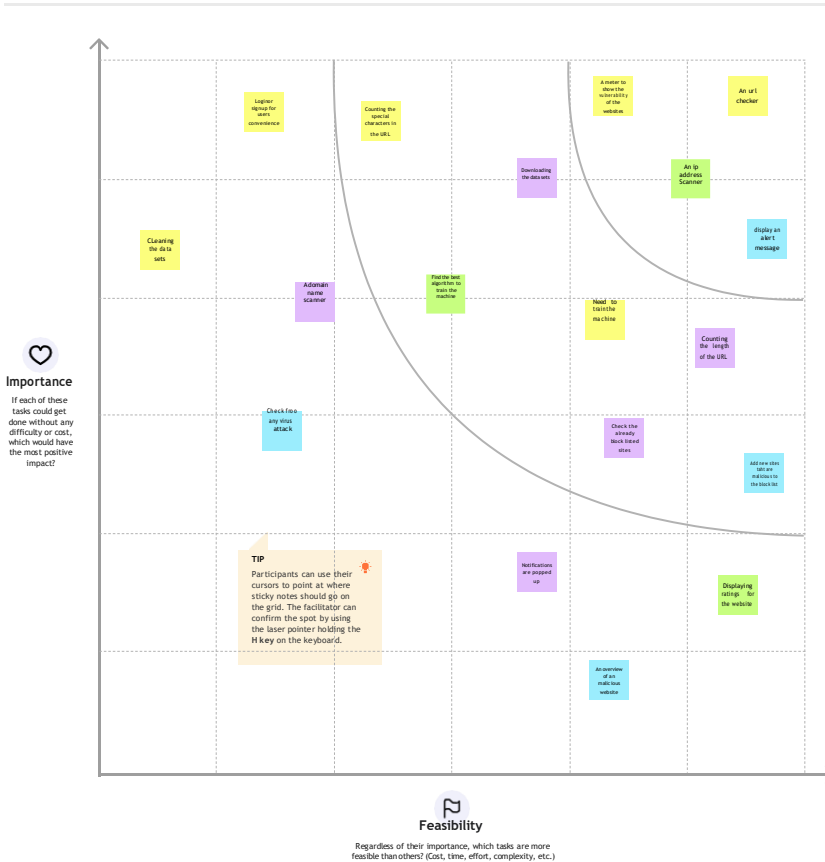 Loginor
signup for
users
convenience
Counting the
special
characters in
the URL
A meter to
show the
vulnerability
of the
websites
An url
checker
Downloading
the data sets
An ip
address
Scanner
CLeaning
the data
sets
display an
alert
message
A domain
name
scanner
Find the best
algorithm to
train the
machine
Need to
train the
machine
Counting
the length
of the URL
Importance
If each of these
tasks could get
done without any
difficulty or cost,
which would have
the most positive
impact?
Check froo
any virus
attack
Check the
already
block listed
sites
Add new sites
taht are
malicious to
the block list
TIP
Participants can use their
cursors to point at where
sticky notes should go on
the grid. The facilitator can
confirm the spot by using
the laser pointer holding the
H key on the keyboard.
Notifications
are popped
up
Displaying
ratings for
the website
An overview
of an
malicious
website
Feasibility
Regardless of their importance, which tasks are more
feasible than others? (Cost, time, effort, complexity, etc.)